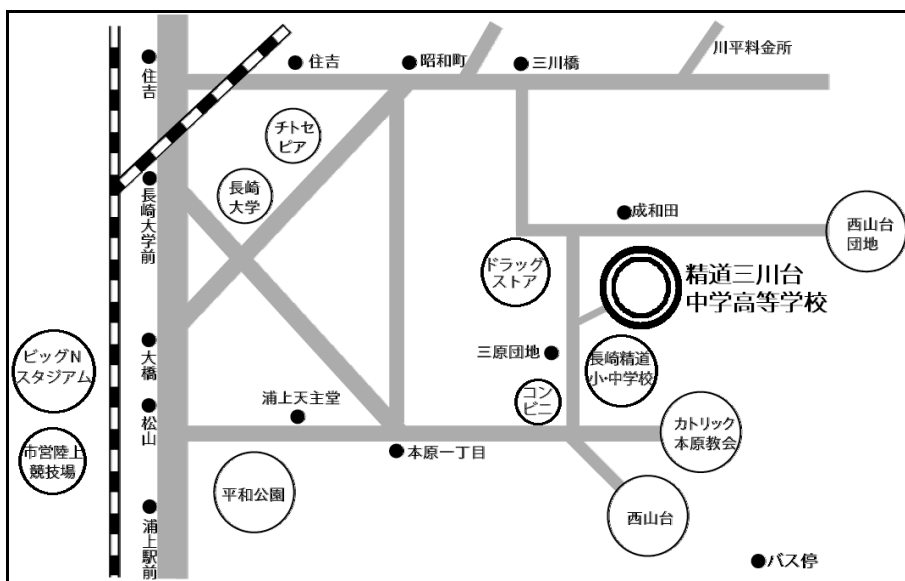 住吉
住吉
昭和町
三川橋
川平料金所
チトセ
ピア
長崎
大学
長崎大学前
成和田
西山台
団地
ドラッグ
ストア
精道三川台
中学高等学校
ビッグN
スタジアム
大橋
三原団地
長崎精道
小・中学校
コン
ビニ
松山
浦上天主堂
カトリック
本原教会
市営陸上
競技場
本原一丁目
平和公園
浦上駅前
西山台
バス停